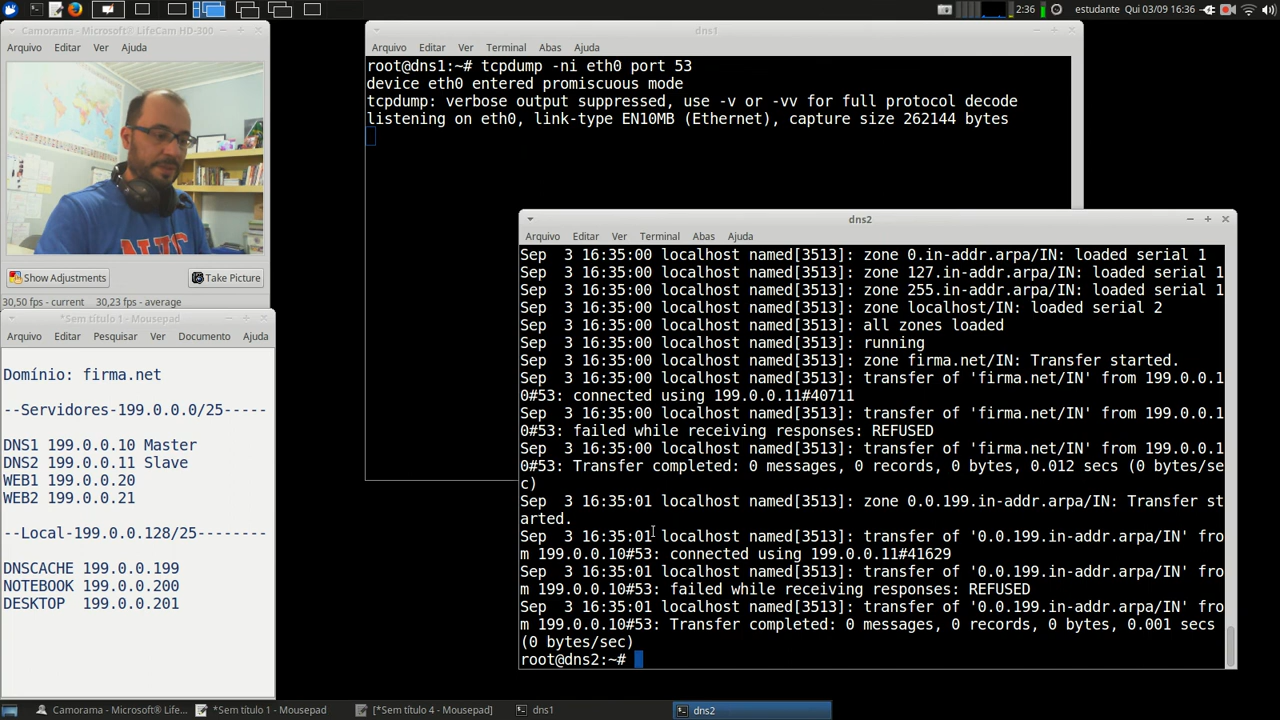 2:36 estudante Qui 03/09 16:36
Camorama - Microsoft® LifeCam HD-300
Arquivo Editar Ver Ajuda
Show Adjustments Take Picture
30,50 fps - current 30,23 fps - average
*Sem título 1 - Mousepad
Arquivo Editar Pesquisar Ver Documento Ajuda
Domínio: firma.net
--Servidores-199.0.0.0/25-----
DNS1 199.0.0.10 Master
DNS2 199.0.0.11 Slave
WEB1 199.0.0.20
WEB2 199.0.0.21
--Local-199.0.0.128/25--------
DNSCACHE 199.0.0.199
NOTEBOOK 199.0.0.200
DESKTOP 199.0.0.201
dns1
Arquivo Editar Ver Terminal Abas Ajuda
root@dns1:~# tcpdump -ni eth0 port 53
device eth0 entered promiscuous mode
tcpdump: verbose output suppressed, use -v or -vv for full protocol decode
listening on eth0, link-type EN10MB (Ethernet), capture size 262144 bytes
dns2
Arquivo Editar Ver Terminal Abas Ajuda
Sep  3 16:35:00 localhost named[3513]: zone 0.in-addr.arpa/IN: loaded serial 1
Sep  3 16:35:00 localhost named[3513]: zone 127.in-addr.arpa/IN: loaded serial 1
Sep  3 16:35:00 localhost named[3513]: zone 255.in-addr.arpa/IN: loaded serial 1
Sep  3 16:35:00 localhost named[3513]: zone localhost/IN: loaded serial 2
Sep  3 16:35:00 localhost named[3513]: all zones loaded
Sep  3 16:35:00 localhost named[3513]: running
Sep  3 16:35:00 localhost named[3513]: zone firma.net/IN: Transfer started.
Sep  3 16:35:00 localhost named[3513]: transfer of 'firma.net/IN' from 199.0.0.1
0#53: connected using 199.0.0.11#40711
Sep  3 16:35:00 localhost named[3513]: transfer of 'firma.net/IN' from 199.0.0.1
0#53: failed while receiving responses: REFUSED
Sep  3 16:35:00 localhost named[3513]: transfer of 'firma.net/IN' from 199.0.0.1
0#53: Transfer completed: 0 messages, 0 records, 0 bytes, 0.012 secs (0 bytes/se
c)
Sep  3 16:35:01 localhost named[3513]: zone 0.0.199.in-addr.arpa/IN: Transfer st
arted.
Sep  3 16:35:01 localhost named[3513]: transfer of '0.0.199.in-addr.arpa/IN' fro
m 199.0.0.10#53: connected using 199.0.0.11#41629
Sep  3 16:35:01 localhost named[3513]: transfer of '0.0.199.in-addr.arpa/IN' fro
m 199.0.0.10#53: failed while receiving responses: REFUSED
Sep  3 16:35:01 localhost named[3513]: transfer of '0.0.199.in-addr.arpa/IN' fro
m 199.0.0.10#53: Transfer completed: 0 messages, 0 records, 0 bytes, 0.001 secs
(0 bytes/sec)
root@dns2:~#
Camorama - Microsoft® Life... *Sem título 1 - Mousepad [*Sem título 4 - Mousepad] dns1 dns2